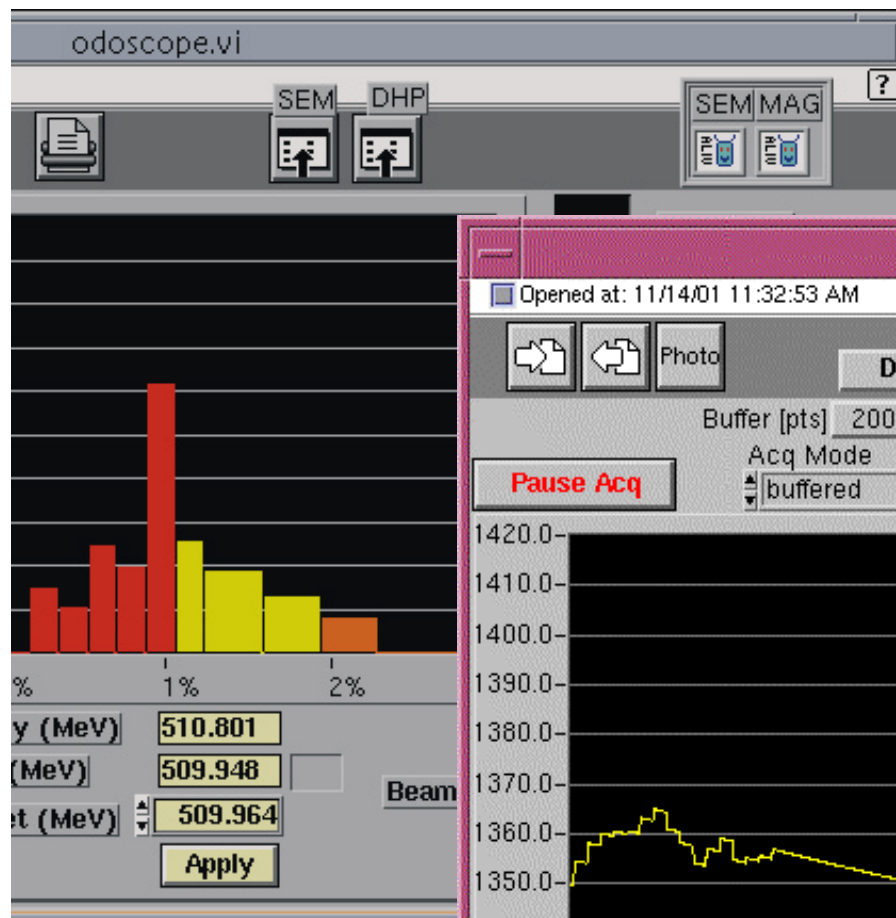 odoscope.vi
SEM DHP
SEM MAG
?
Opened at: 11/14/01 11:32:53 AM
Photo
D
Buffer [pts] 200
Acq Mode
Pause Acq
buffered
1420.0
1410.0
1400.0
1390.0
1380.0
1370.0
1360.0
1350.0
% 1% 2%
y (MeV) 510.801
(MeV) 509.948
Beam
et (MeV) 509.964
Apply